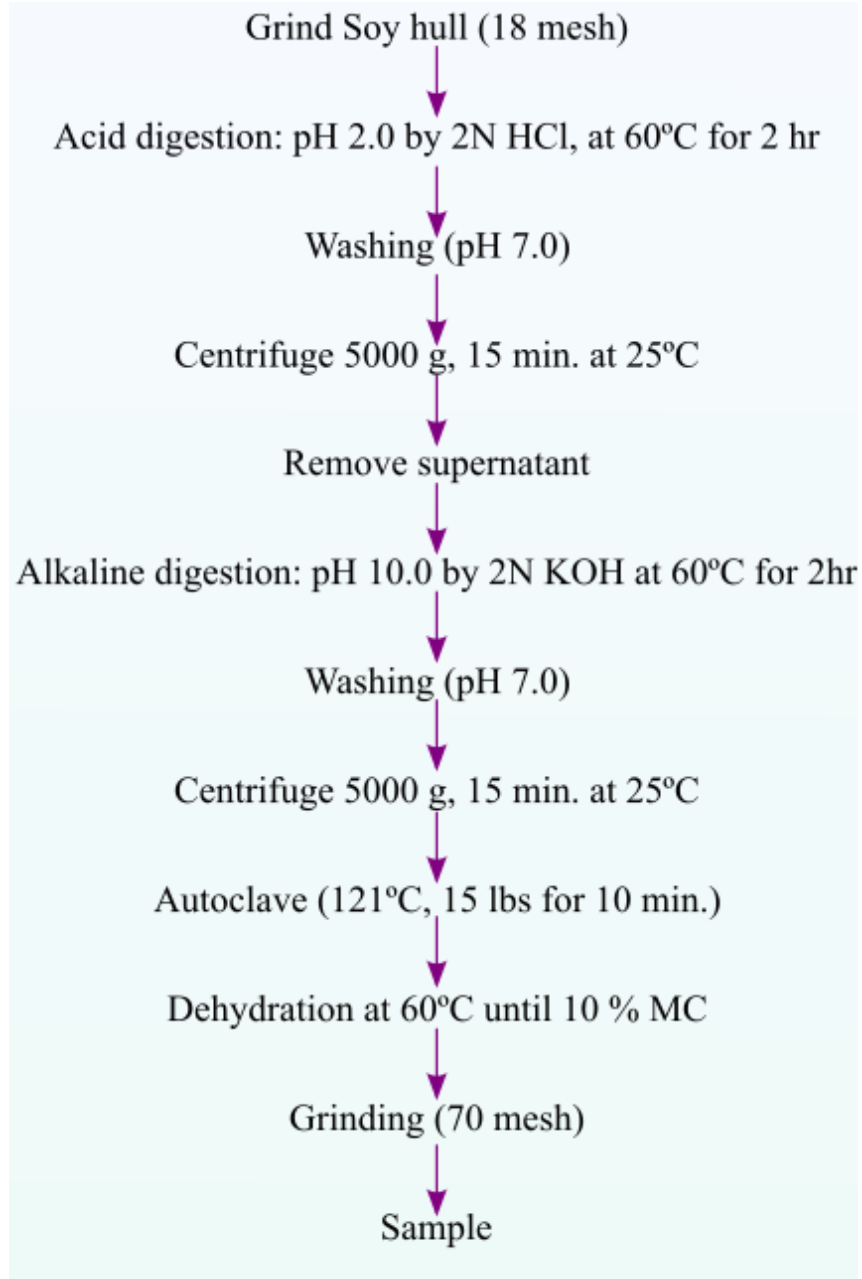 Grind Soy hull (18 mesh)
Acid digestion: pH 2.0 by 2N HCl, at 60ºC for 2 hr
Washing (pH 7.0)
Centrifuge 5000 g, 15 min. at 25ºC
Remove supernatant
Alkaline digestion: pH 10.0 by 2N KOH at 60ºC for 2hr
Washing (pH 7.0)
Centrifuge 5000 g, 15 min. at 25ºC
Autoclave (121ºC, 15 lbs for 10 min.)
Dehydration at 60ºC until 10 % MC
Grinding (70 mesh)
Sample